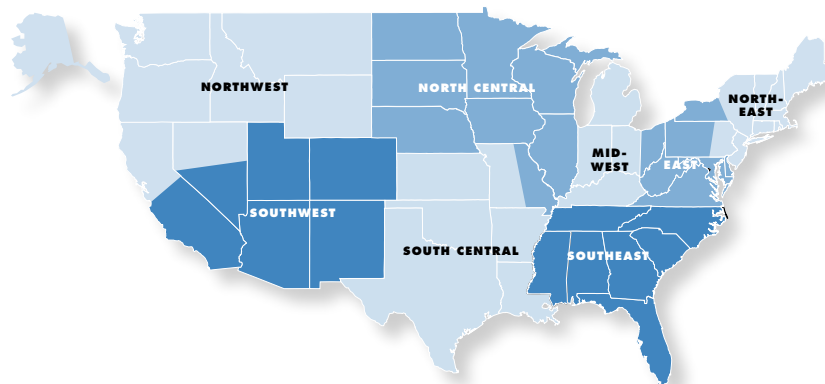 NORTHWEST
NORTH CENTRAL
NORTH-
EAST
MID-
WEST
EAST
SOUTHWEST
SOUTH CENTRAL
SOUTHEAST